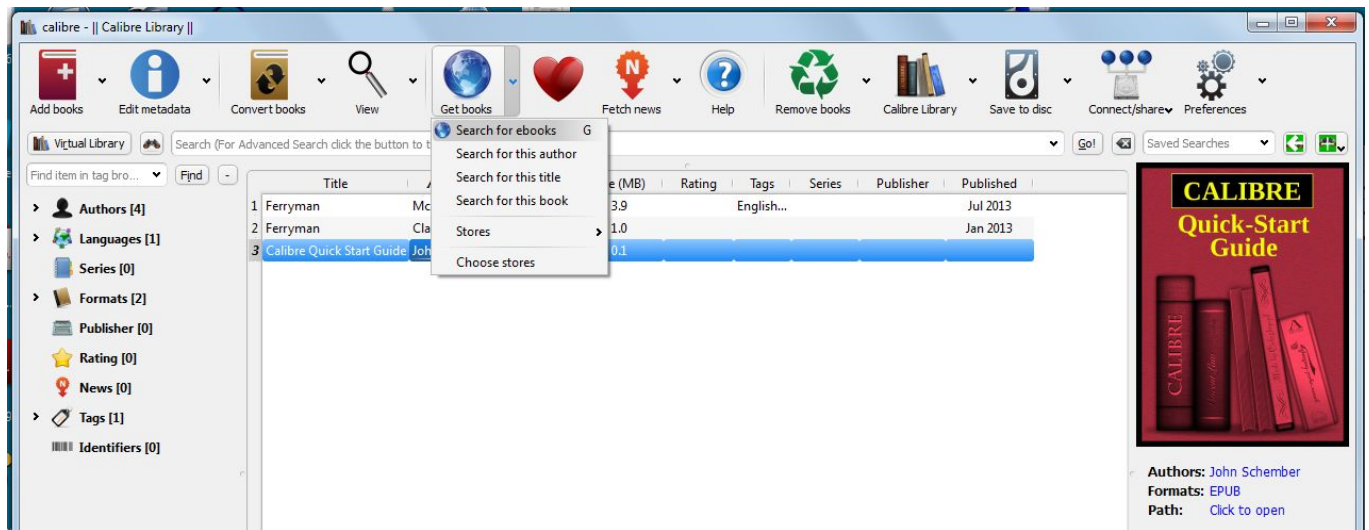 calibre - || Calibre Library ||
Add books Edit metadata Convert books View Get books Fetch news Help Remove books Calibre Library Save to disc Connect/share Preferences
Search for ebooks G
Search for this author
Search for this title
Search for this book
Stores
Choose stores
Virtual Library Search (For Advanced Search click the button to t Go! Saved Searches
Find item in tag bro... Find -
Title (MB) Rating Tags Series Publisher Published
1 Ferryman Mc 3.9 English... Jul 2013
2 Ferryman Cla 1.0 Jan 2013
3 Calibre Quick Start Guide Joh 0.1
Authors [4]
Languages [1]
Series [0]
Formats [2]
Publisher [0]
Rating [0]
News [0]
Tags [1]
Identifiers [0]
CALIBRE
Quick-Start
Guide
CALIBRE
Authors: John Schember
Formats: EPUB
Path: Click to open